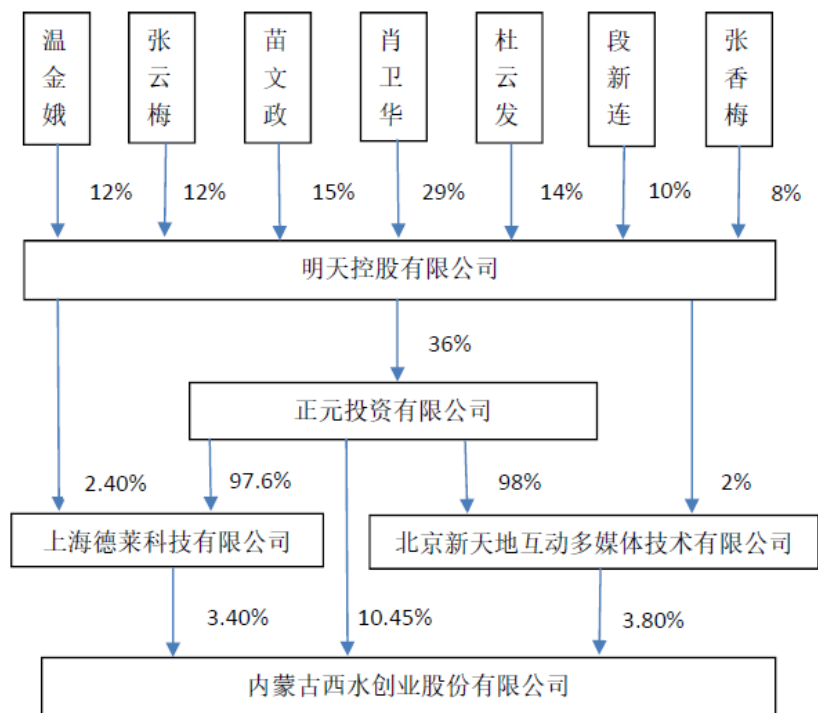 温金娥
张云梅
苗文政
肖卫华
杜云发
段新连
张香梅
12%
12%
15%
29%
14%
10%
8%
明天控股有限公司
36%
正元投资有限公司
2.40%
97.6%
98%
2%
上海德莱科技有限公司
北京新天地互动多媒体技术有限公司
3.40%
10.45%
3.80%
内蒙古西水创业股份有限公司